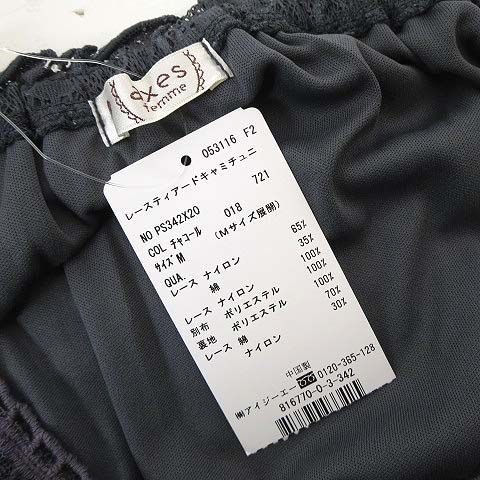 axes
femme
053116 F2
レースティアードキャミチュニ
NO PS342X20 721
COL チャコール 018
サイズ M (Mサイズ展開)
QUA.
レース ナイロン 65%
綿 35%
レース ナイロン 100%
別布 ポリエステル 100%
裏地 ポリエステル 100%
レース 綿 70%
ナイロン 30%
中国製
㈱アイジーエー 0120-365-128
816770-0-3-342